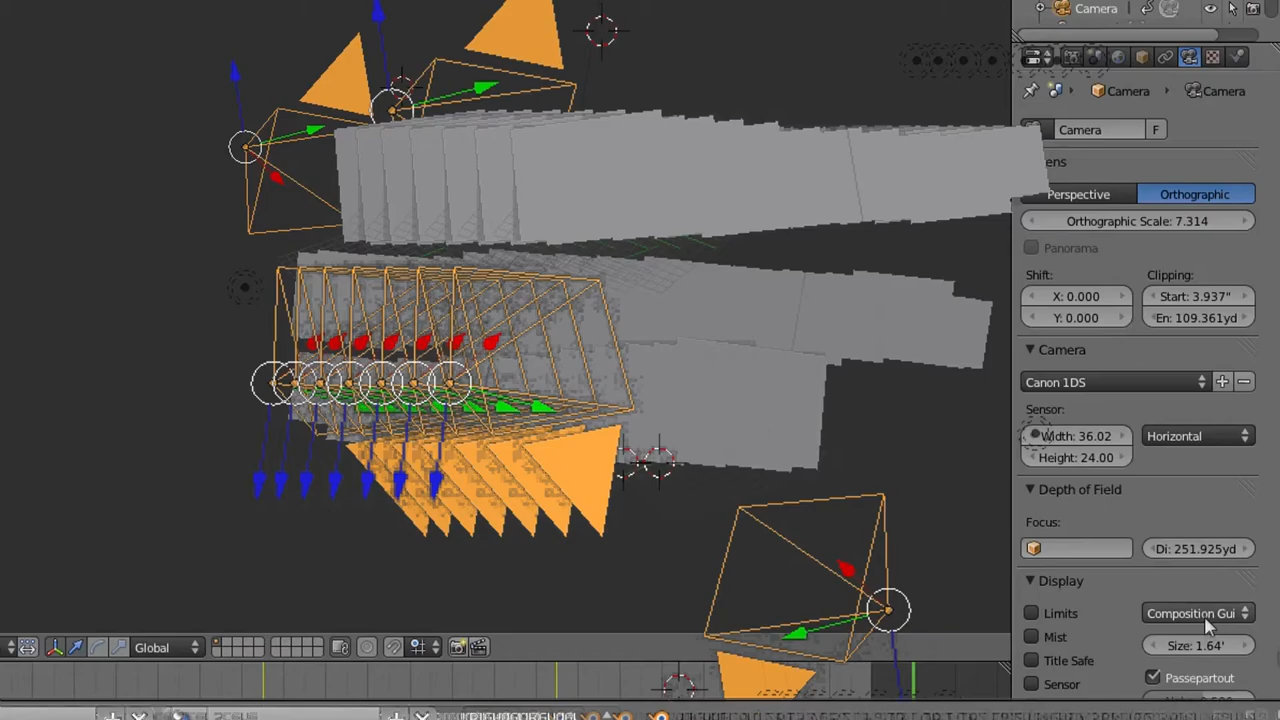 Camera
Camera Camera
Camera F
ens
Perspective Orthographic
Orthographic Scale: 7.314
Panorama
Shift: Clipping:
X: 0.000 Start: 3.937"
Y: 0.000 En: 109.361yd
Camera
Canon 1DS
Sensor:
Width: 36.02 Horizontal
Height: 24.00
Depth of Field
Focus:
Di: 251.925yd
Display
Limits Composition Gui
Mist Size: 1.64'
Title Safe Passepartout
Sensor
Global